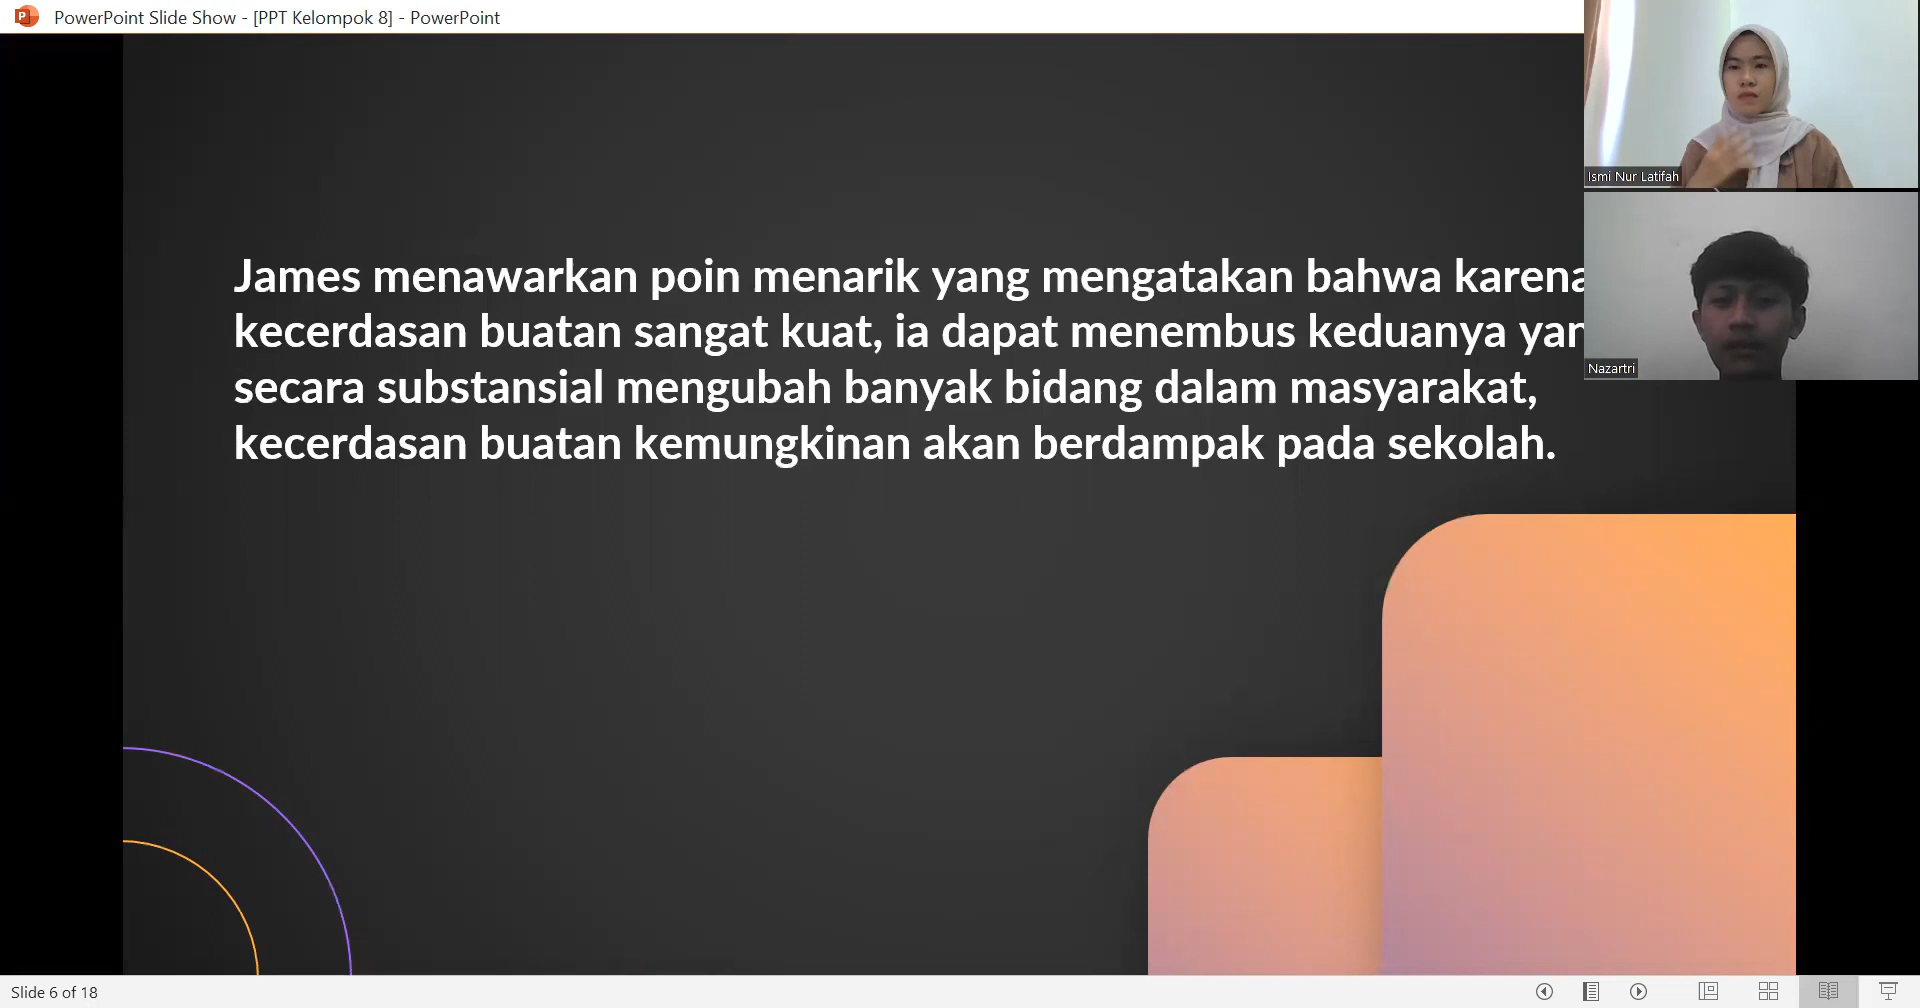 PowerPoint Slide Show - [PPT Kelompok 8] - PowerPoint
James menawarkan poin menarik yang mengatakan bahwa karena
kecerdasan buatan sangat kuat, ia dapat menembus keduanya
secara substansial mengubah banyak bidang dalam masyarakat,
kecerdasan buatan kemungkinan akan berdampak pada sekolah.
Ismi Nur Latifah
Nazartri
Slide 6 of 18